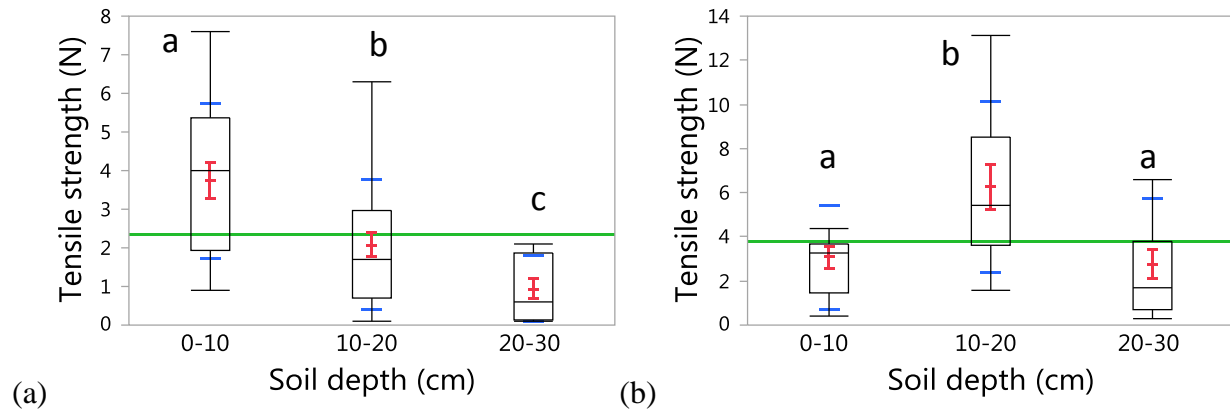 Tensile strength (N)
8
7
6
5
4
3
2
1
0
a
b
c
0-10
10-20
20-30
Soil depth (cm)
(a)
Tensile strength (N)
14
12
10
8
6
4
2
0
a
b
a
0-10
10-20
20-30
Soil depth (cm)
(b)